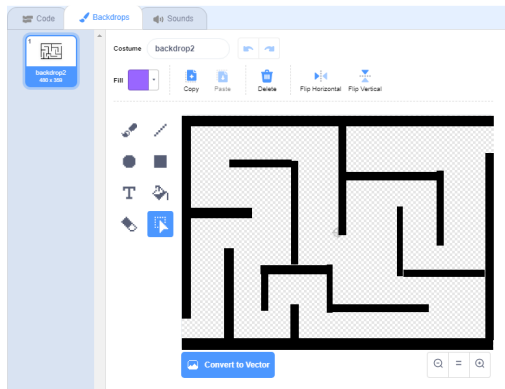 Code Backdrops Sounds
1
backdrop2
480 x 359
Costume backdrop2
Fill
Copy Paste Delete Flip Horizontal Flip Vertical
T
Convert to Vector